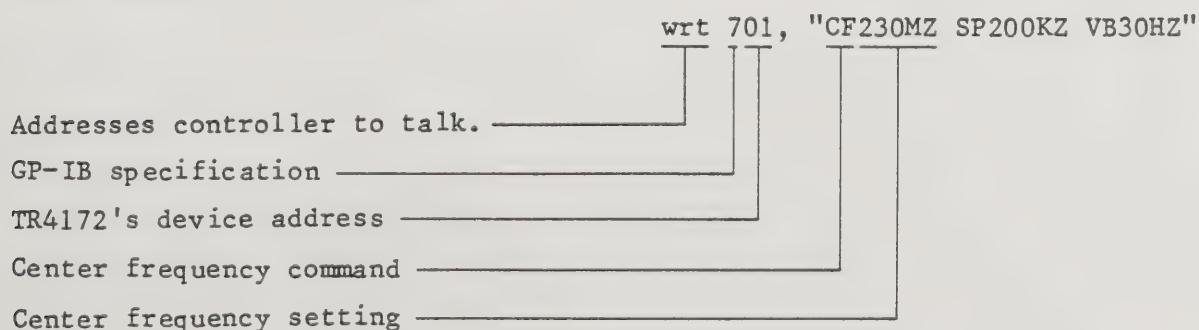 wrt 701, "CF230MZ SP200KZ VB30HZ"
Addresses controller to talk.
GP-IB specification
TR4172's device address
Center frequency command
Center frequency setting